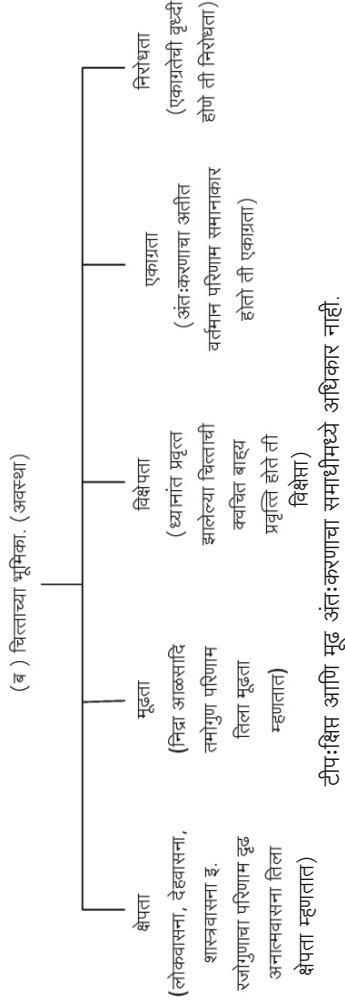 (ब ) चित्ताच्या भूमिका. (अवस्था)
क्षेपता
(लोकवासना, देहवासना,
शास्त्रवासना इ.
रजोगुणाचा परिणाम दृढ
अनात्मवासना तिला
क्षेपता म्हणतात)
मूढता
(निद्रा आळसादि
तमोगुण परिणाम
तिला मूढता
म्हणतात)
विक्षेपता
(ध्यानांत प्रवृत्त
झालेल्या चित्ताची
क्वचित बाह्य
प्रवृत्ति होते ती
विक्षेप्ता)
एकाग्रता
(अंतःकरणाचा अतीत
वर्तमान परिणाम समानाकार
होतो ती एकाग्रता)
निरोधता
(एकाग्रतेची वृध्दी
होणे ती निरोधता)
टीप:क्षिप्त आणि मूढ अंतःकरणाचा समाधीमध्ये अधिकार नाही.